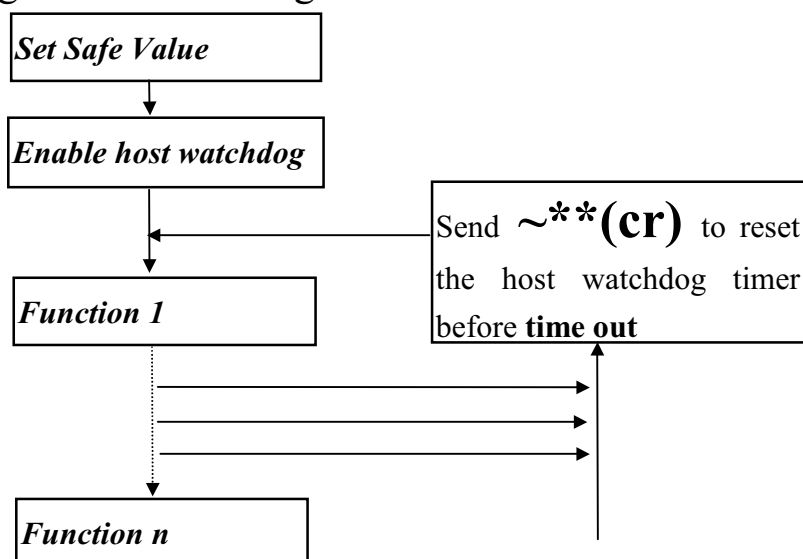 Set Safe Value
Enable host watchdog
Send ~**(cr) to reset
the host watchdog timer
before time out
Function 1
Function n